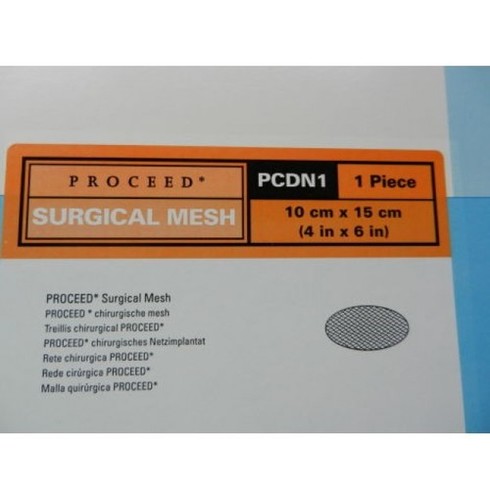 PROCEED*
SURGICAL MESH
PCDN1
1 Piece
10 cm x 15 cm
(4 in x 6 in)
PROCEED* Surgical Mesh
PROCEED * chirurgische mesh
Treillis chirurgical PROCEED*
PROCEED* chirurgisches Netzimplantat
Rete chirurgica PROCEED*
Rede cirúrgica PROCEED*
Malla quirúrgica PROCEED*